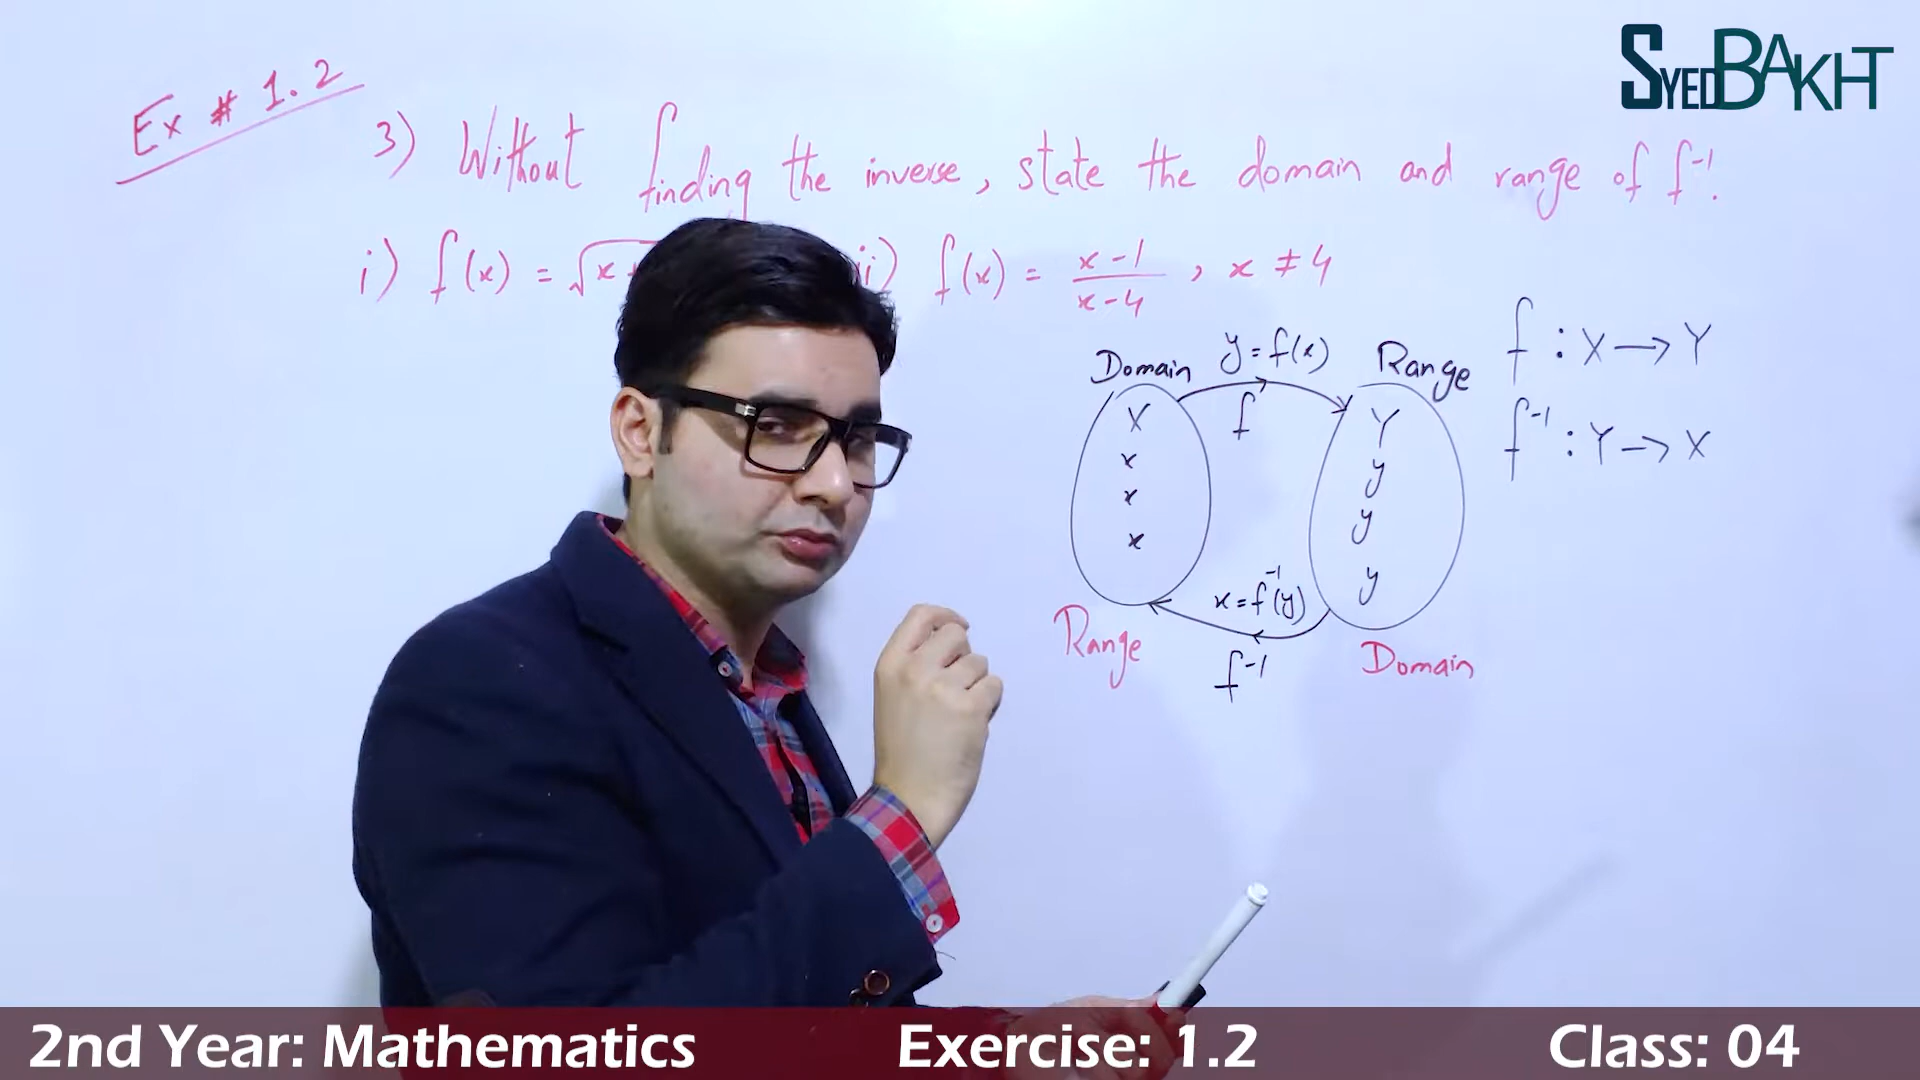 SYEDBAKHT
Ex # 1.2
3) Without finding the inverse, state the domain and range of f⁻¹.
i) f(x) = √x+
ii) f(x) = x-1/x-4, x ≠ 4
Domain
y = f(x)
Range
f : X → Y
X
f
Y
f⁻¹ : Y → X
x
y
x
y
x
x = f⁻¹(y)
y
Range
f⁻¹
Domain
2nd Year: Mathematics Exercise: 1.2 Class: 04